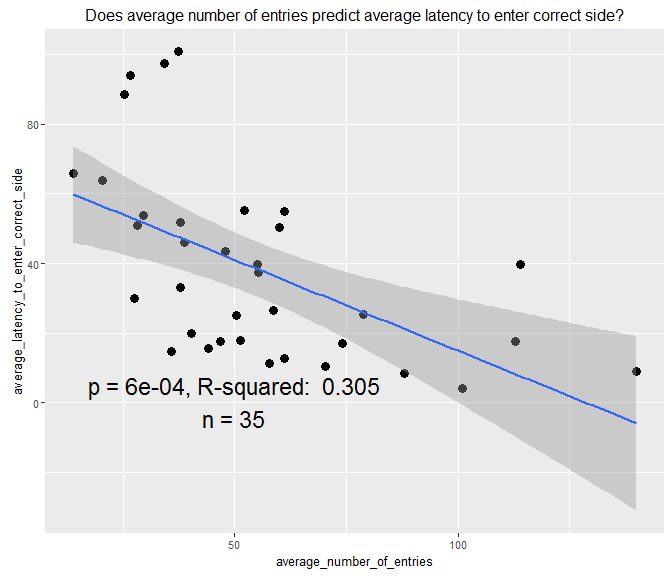 Does average number of entries predict average latency to enter correct side?
average_latency_to_enter_correct_side
80
40
0
p = 6e-04, R-squared:  0.305
n = 35
50
100
average_number_of_entries